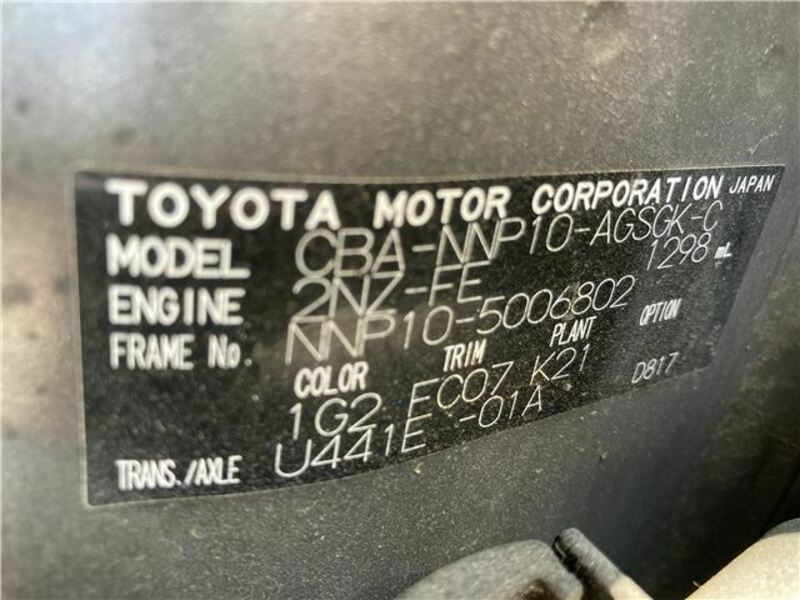 TOYOTA MOTOR CORPORATION JAPAN
MODEL CBA-NNP10-AGSGK-C
ENGINE 2NZ-FE 1298 mL
FRAME No. NNP10-5006802
COLOR TRIM PLANT OPTION
1G2 FC07 K21 D817
TRANS./AXLE U441E -01A